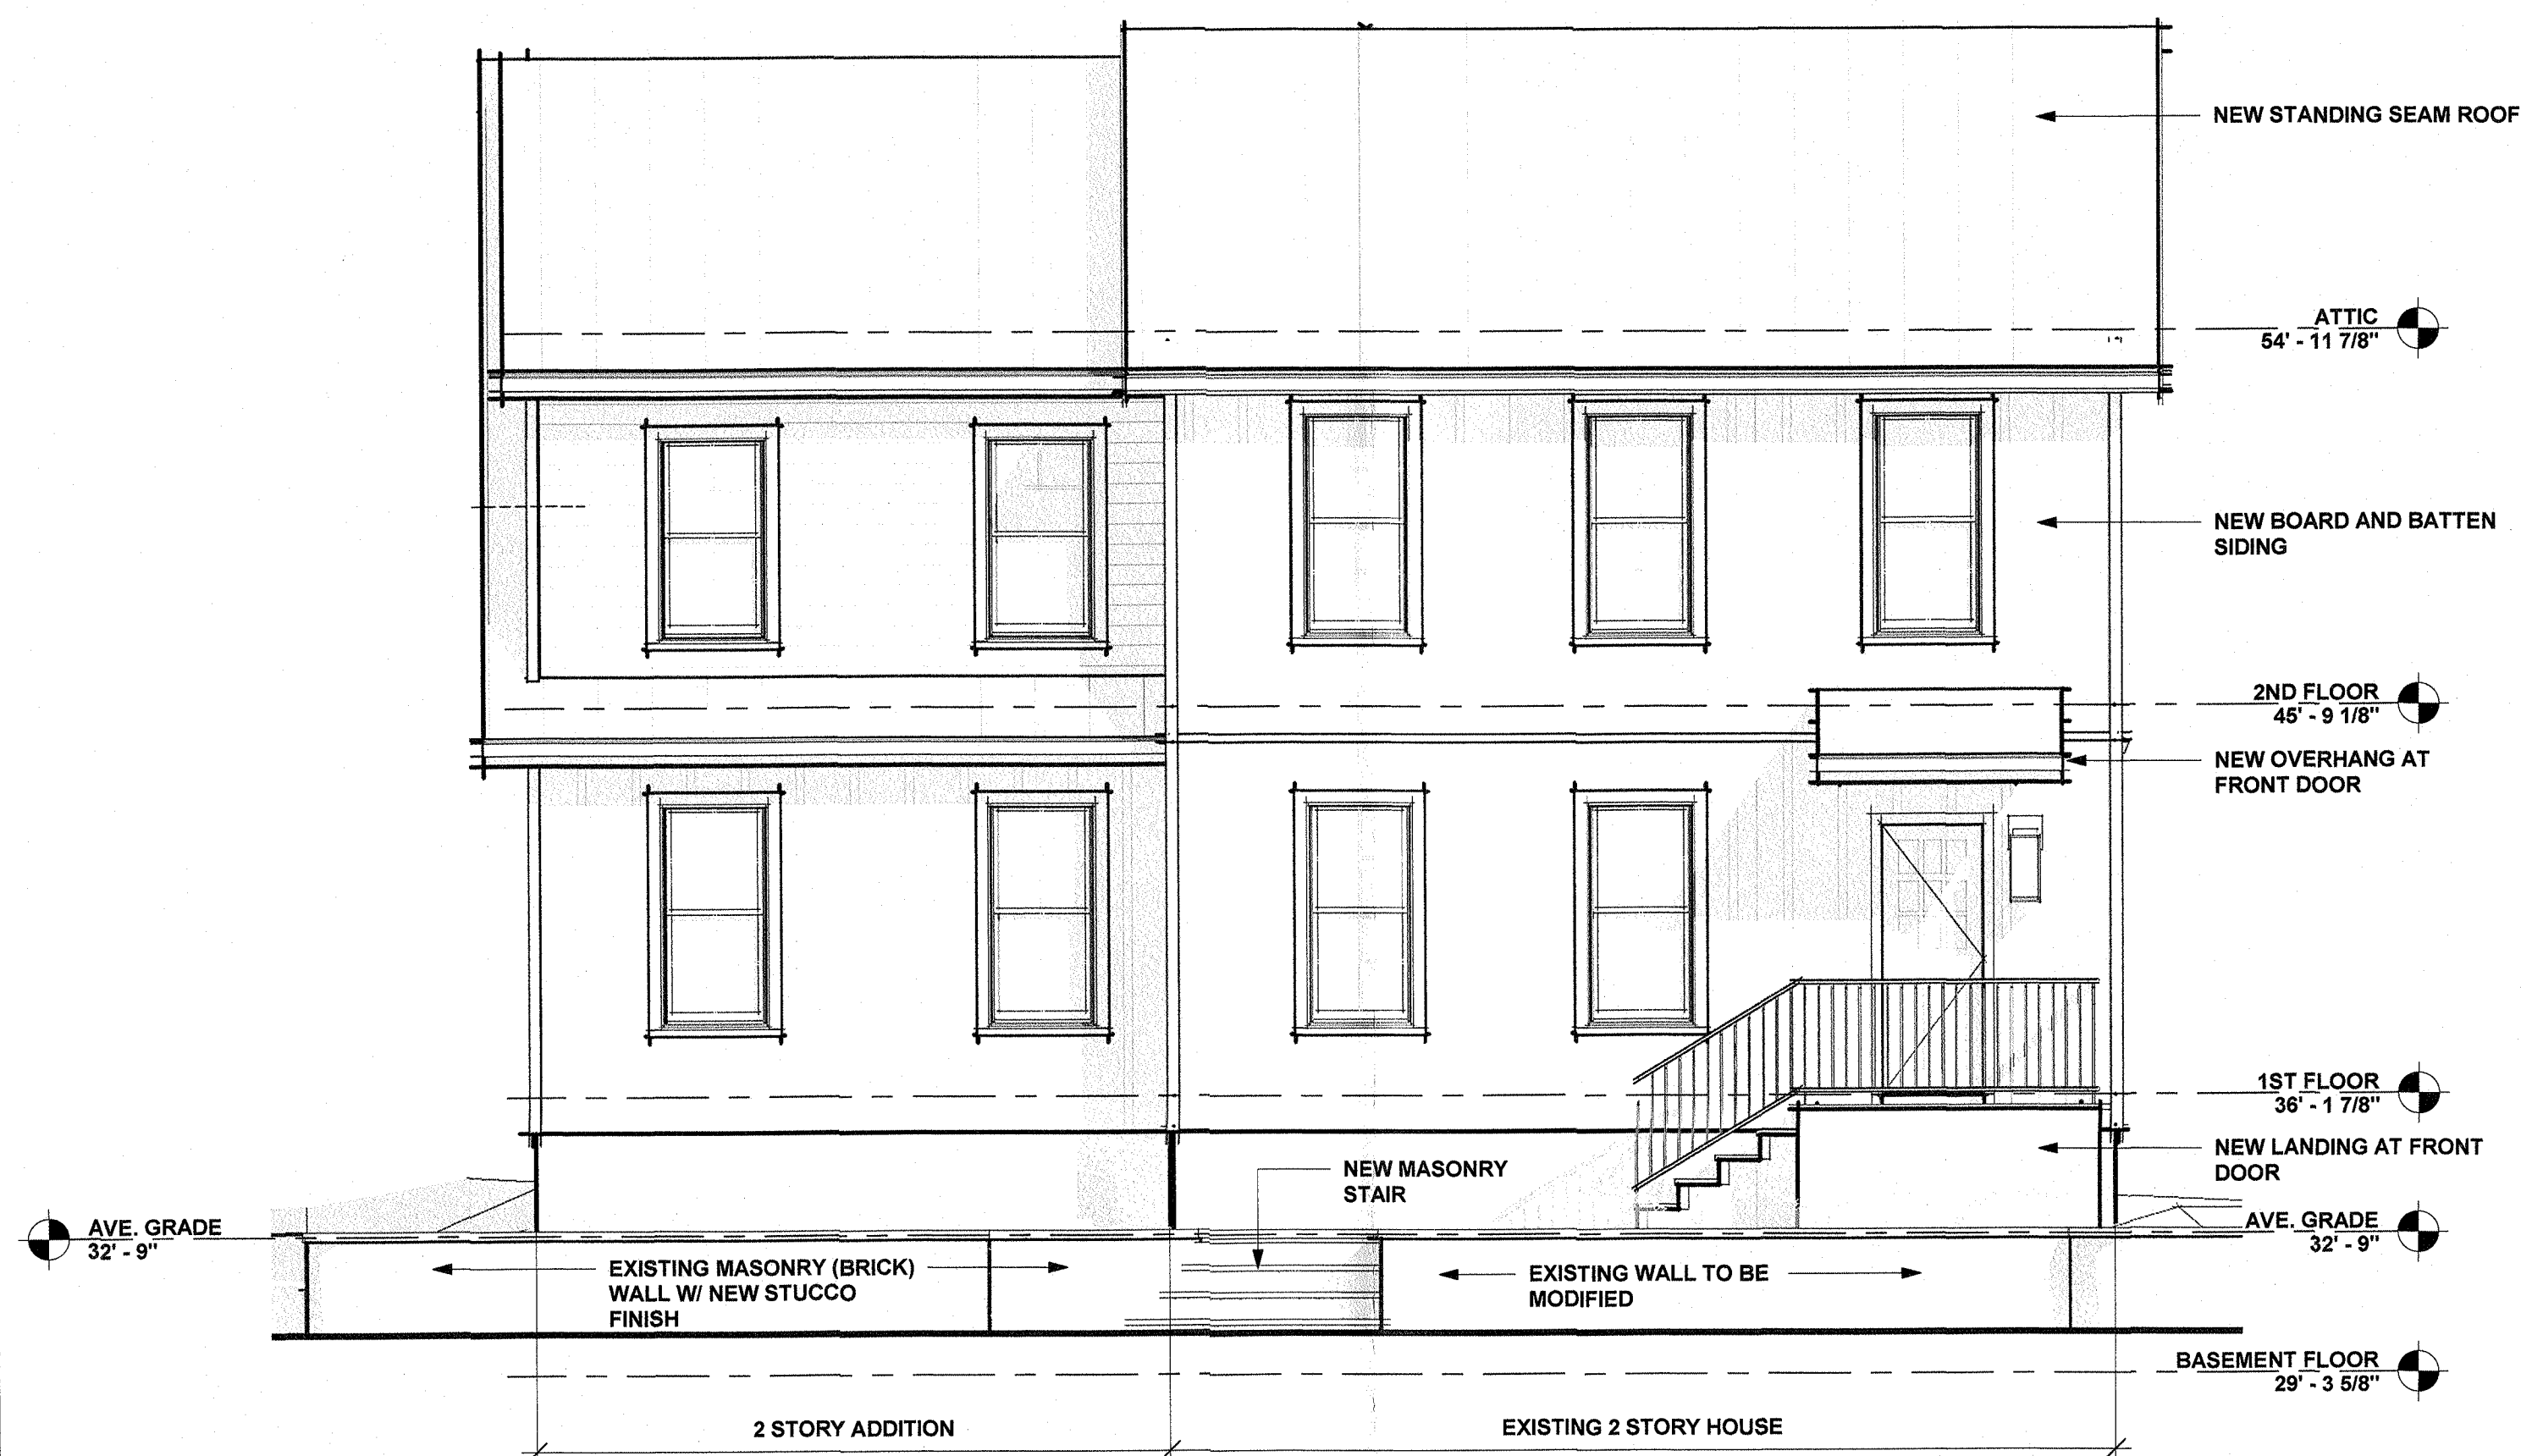 NEW STANDING SEAM ROOF
ATTIC
54' - 11 7/8"
NEW BOARD AND BATTEN
SIDING
2ND FLOOR
45' - 9 1/8"
NEW OVERHANG AT
FRONT DOOR
1ST FLOOR
36' - 1 7/8"
NEW LANDING AT FRONT
DOOR
NEW MASONRY
STAIR
AVE. GRADE
32' - 9"
AVE. GRADE
32' - 9"
EXISTING MASONRY (BRICK)
WALL W/ NEW STUCCO
FINISH
EXISTING WALL TO BE
MODIFIED
BASEMENT FLOOR
29' - 3 5/8"
2 STORY ADDITION
EXISTING 2 STORY HOUSE